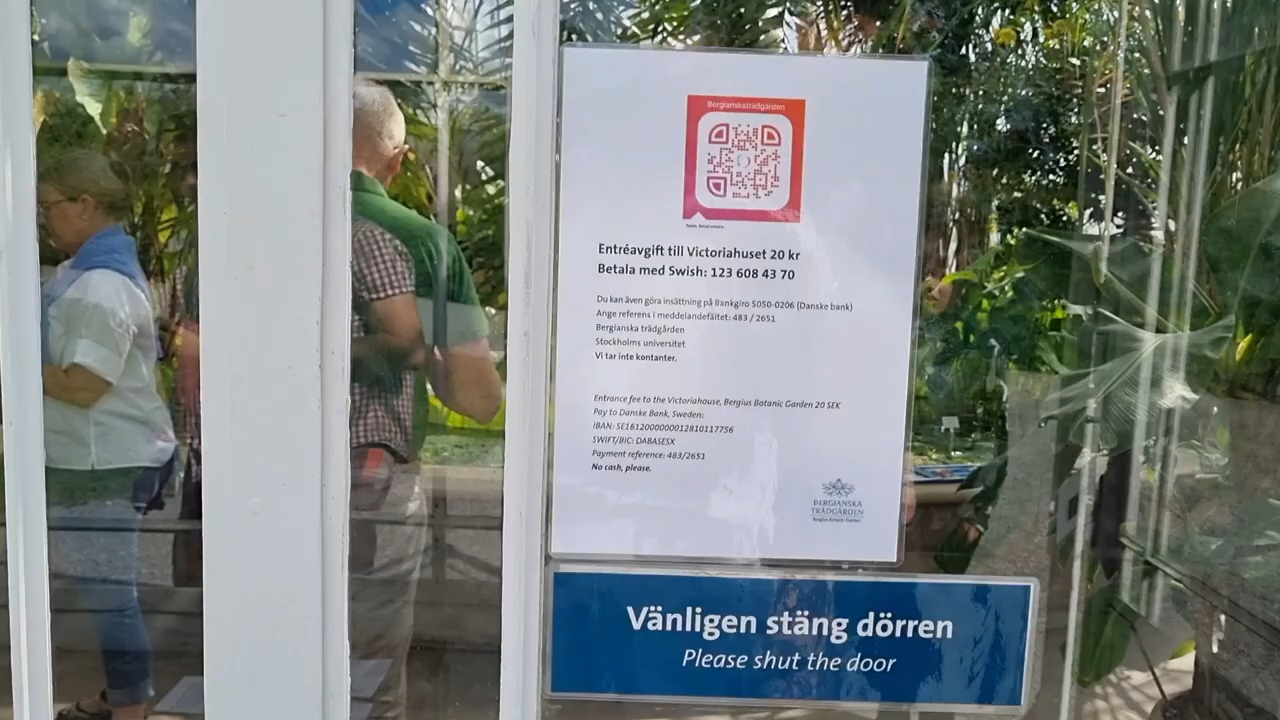 Bergianskaträdgården
Entréavgift till Victoriahuset 20 kr
Betala med Swish: 123 608 43 70
Du kan även göra insättning på Bankgiro 5050-0206 (Danske bank)
Ange referens i meddelandefältet: 483 / 2651
Bergianska trädgården
Stockholms universitet
Vi tar inte kontanter.
Entrance fee to the Victoriahouse, Bergius Botanic Garden 20 SEK
Pay to Danske Bank, Sweden:
IBAN: SE1612000000012810117756
SWIFT/BIC: DABASESX
Payment reference: 483/2651
No cash, please.
BERGIANSKA
TRÄDGÅRDEN
Bergius Botanic Garden
Vänligen stäng dörren
Please shut the door